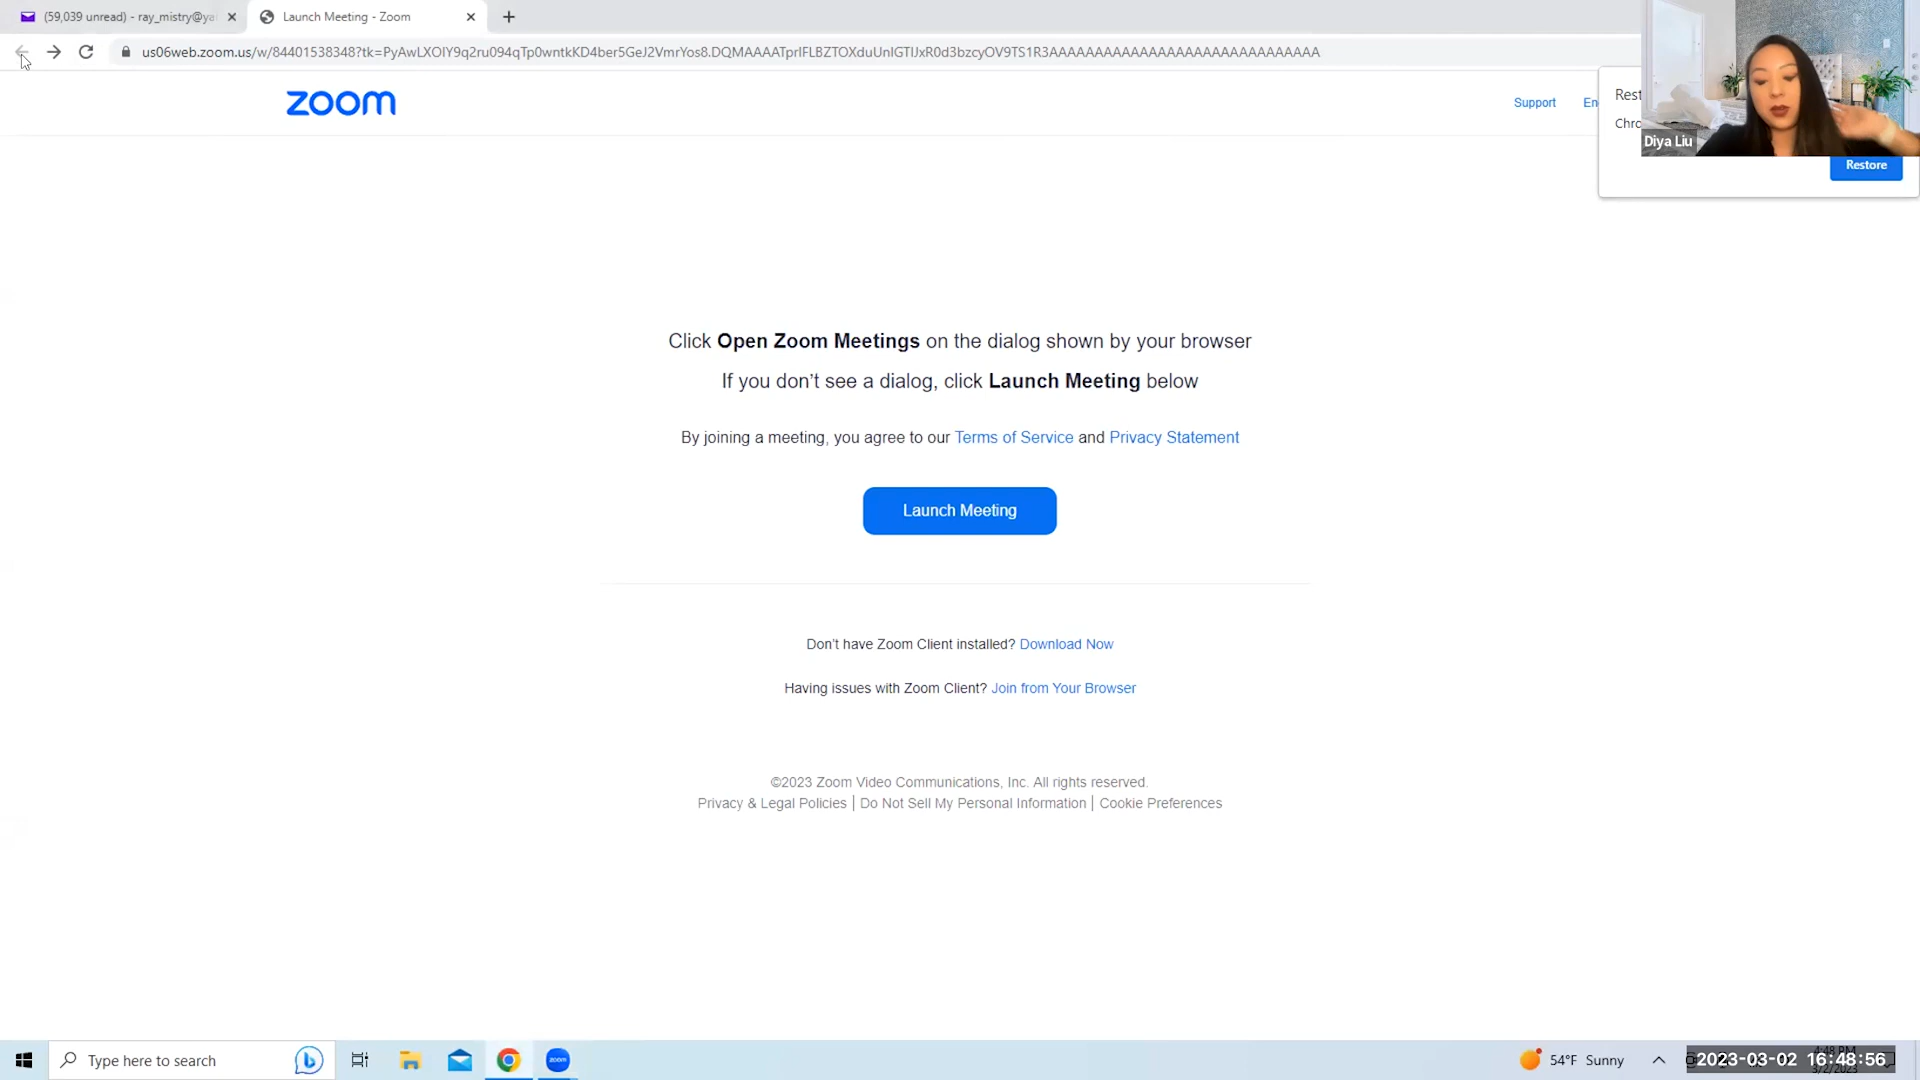 (59,039 unread) - ray_mistry@ya
Launch Meeting - Zoom
us06web.zoom.us/w/84401538348?tk=
zoom
Support
En
Rest
Chro
Restore
Diya Liu
Click Open Zoom Meetings on the dialog shown by your browser
If you don't see a dialog, click Launch Meeting below
By joining a meeting, you agree to our Terms of Service and Privacy Statement
Launch Meeting
Don't have Zoom Client installed? Download Now
Having issues with Zoom Client? Join from Your Browser
©2023 Zoom Video Communications, Inc. All rights reserved.
Privacy & Legal Policies | Do Not Sell My Personal Information | Cookie Preferences
Type here to search
zoom
54°F Sunny
2023-03-02 16:48:56